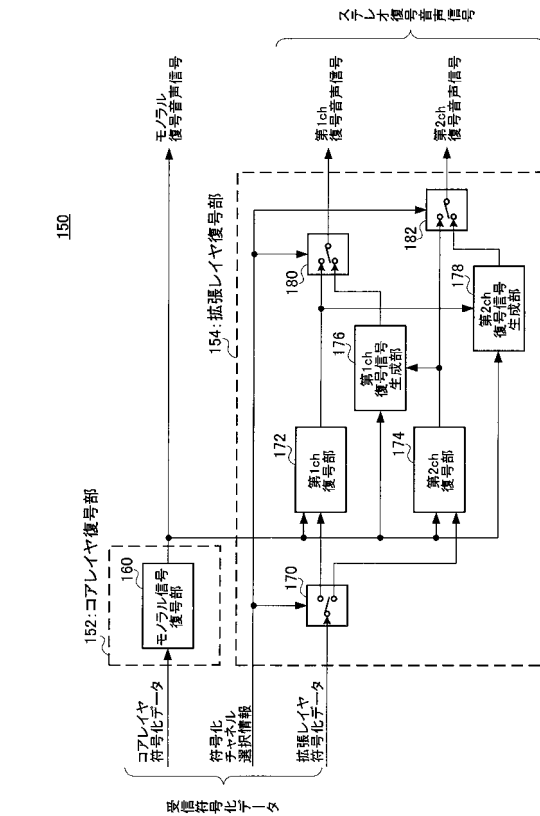 150
受信符号化データ
コアレイヤ
符号化データ
符号化
チャネル
選択情報
拡張レイヤ
符号化データ
152:コアレイヤ復号部
160
モノラル信号
復号部
154:拡張レイヤ復号部
170
172
第1ch
復号部
174
第2ch
復号部
176
第1ch
復号信号
生成部
178
第2ch
復号信号
生成部
180
182
モノラル
復号音声信号
第1ch
復号音声信号
第2ch
復号音声信号
ステレオ復号音声信号